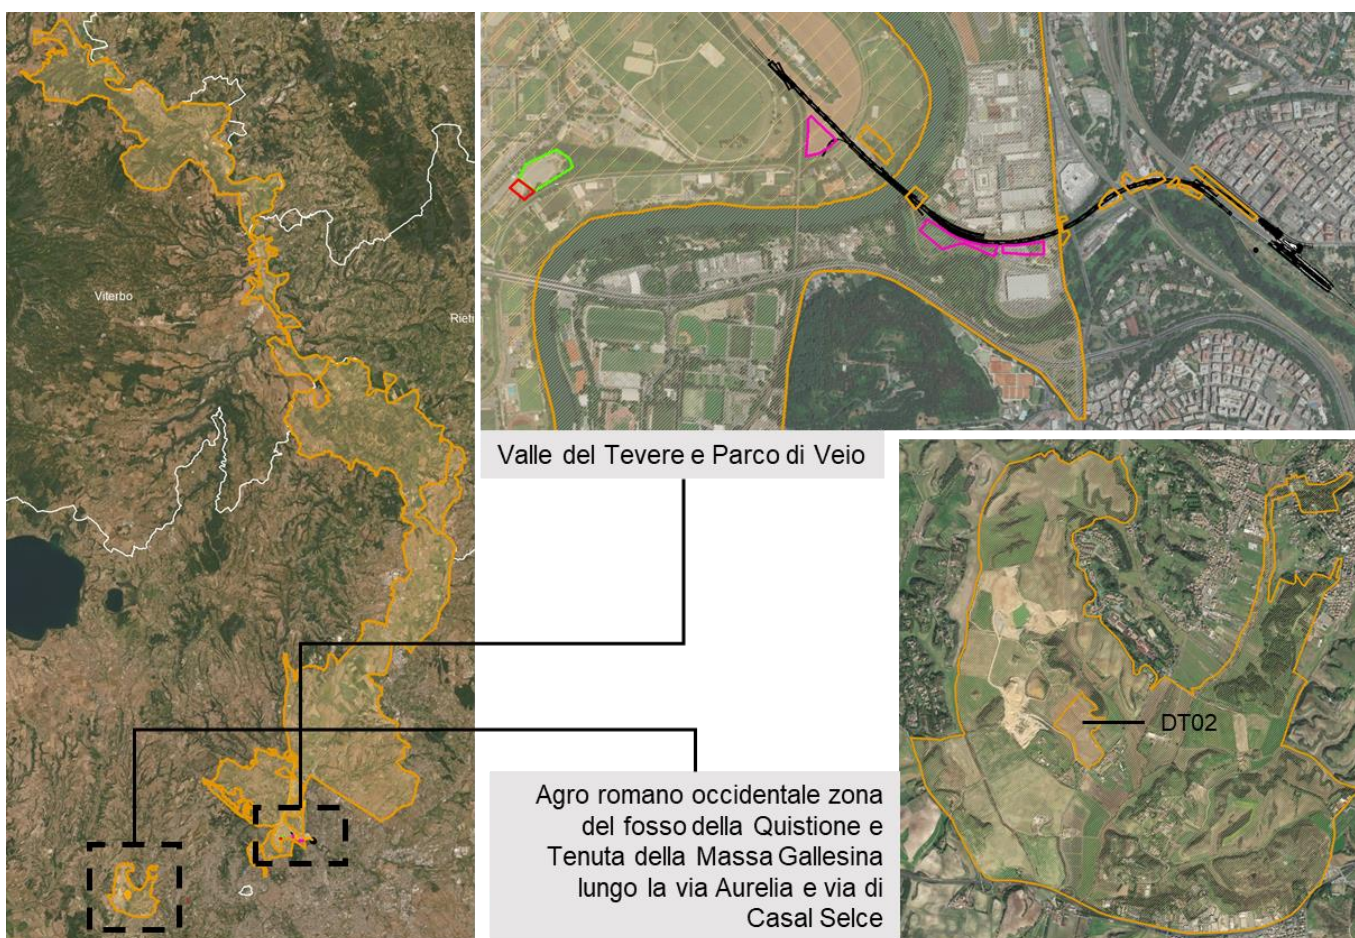 Viterbo
Rieti
Valle del Tevere e Parco di Veio
DT02
Agro romano occidentale zona
del fosso della Quistione e
Tenuta della Massa Gallesina
lungo la via Aurelia e via di
Casal Selce